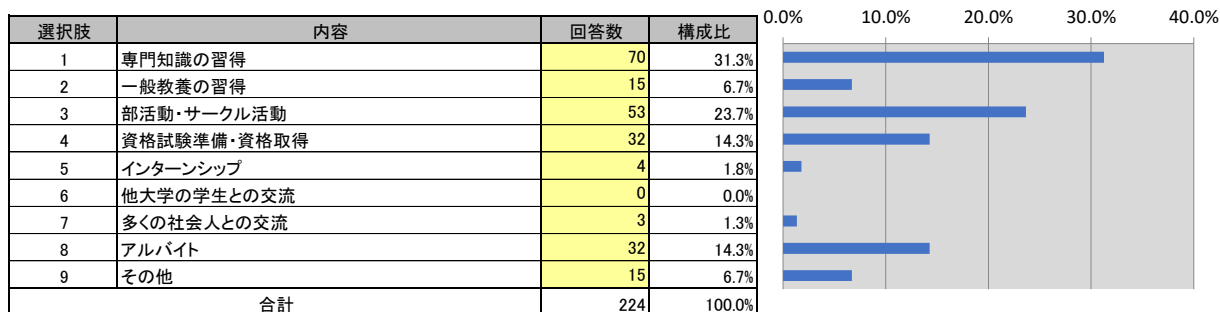 0.0% 10.0% 20.0% 30.0% 40.0%
選択肢 内容 回答数 構成比
1 専門知識の習得 70 31.3%
2 一般教養の習得 15 6.7%
3 部活動・サークル活動 53 23.7%
4 資格試験準備・資格取得 32 14.3%
5 インターンシップ 4 1.8%
6 他大学の学生との交流 0 0.0%
7 多くの社会人との交流 3 1.3%
8 アルバイト 32 14.3%
9 その他 15 6.7%
合計 224 100.0%